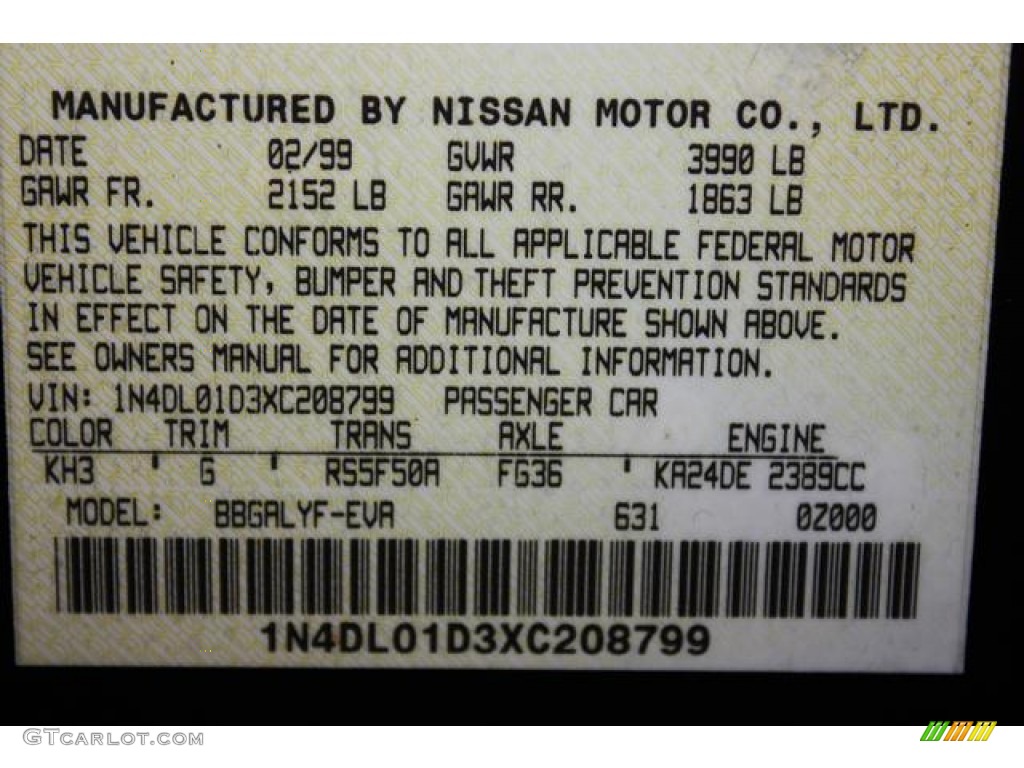 MANUFACTURED BY NISSAN MOTOR CO., LTD.
DATE 02/99 GVWR 3990 LB
GAWR FR. 2152 LB GAWR RR. 1863 LB
THIS VEHICLE CONFORMS TO ALL APPLICABLE FEDERAL MOTOR
VEHICLE SAFETY, BUMPER AND THEFT PREVENTION STANDARDS
IN EFFECT ON THE DATE OF MANUFACTURE SHOWN ABOVE.
SEE OWNERS MANUAL FOR ADDITIONAL INFORMATION.
VIN: 1N4DL01D3XC208799 PASSENGER CAR
COLOR TRIM TRANS AXLE ENGINE
KH3 ' G ' RS5F50A FG36 ' KA24DE 2389CC
MODEL: BBGALYF-EVA 631 0Z000
1N4DL01D3XC208799
GTCARLOT.COM